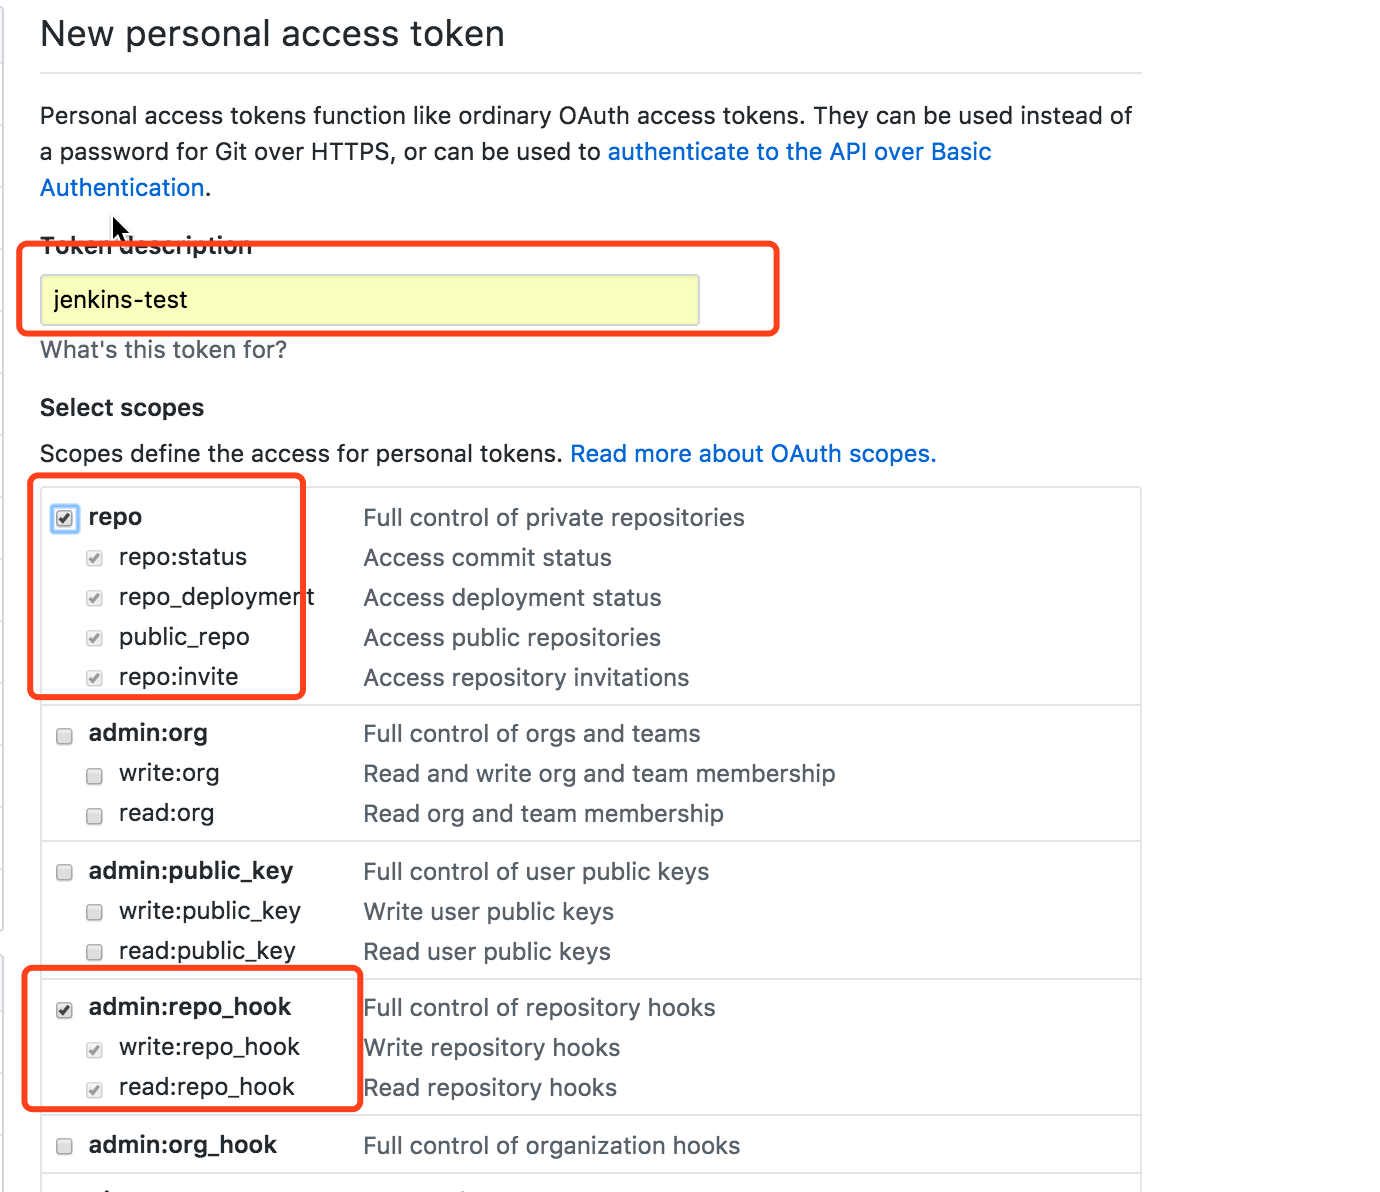 New personal access token
Personal access tokens function like ordinary OAuth access tokens. They can be used instead of
a password for Git over HTTPS, or can be used to authenticate to the API over Basic
Authentication.
Token description
jenkins-test
What's this token for?
Select scopes
Scopes define the access for personal tokens. Read more about OAuth scopes.
repo Full control of private repositories
repo:status Access commit status
repo_deployment Access deployment status
public_repo Access public repositories
repo:invite Access repository invitations
admin:org Full control of orgs and teams
write:org Read and write org and team membership
read:org Read org and team membership
admin:public_key Full control of user public keys
write:public_key Write user public keys
read:public_key Read user public keys
admin:repo_hook Full control of repository hooks
write:repo_hook Write repository hooks
read:repo_hook Read repository hooks
admin:org_hook Full control of organization hooks